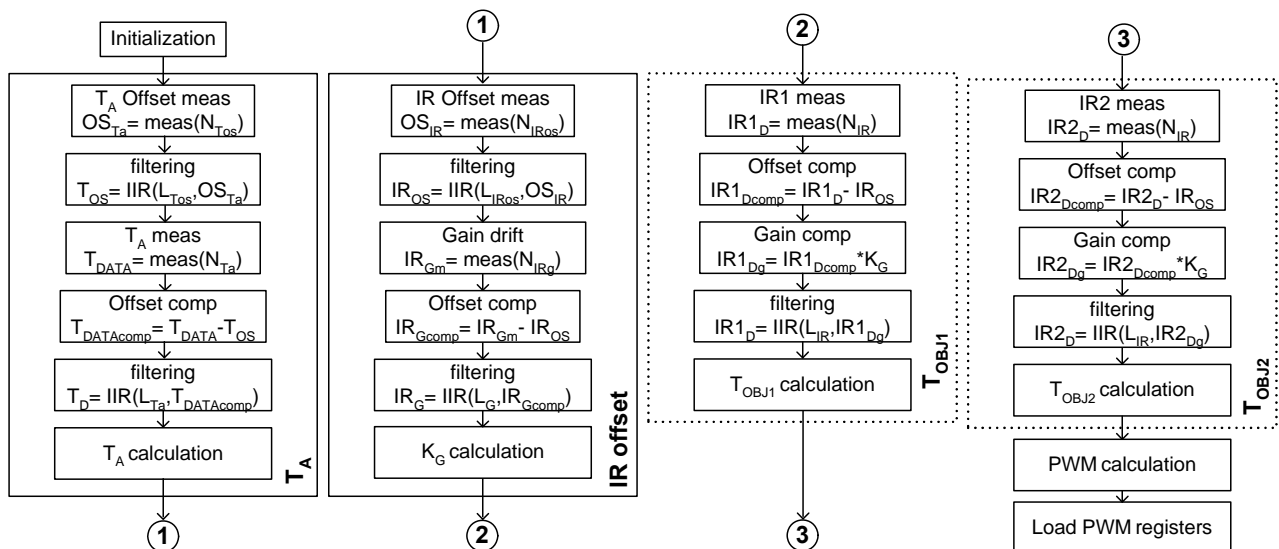 Initialization
T_A Offset meas
OS_Ta= meas(N_Tos)
filtering
T_OS= IIR(L_Tos,OS_Ta)
T_A meas
T_DATA= meas(N_Ta)
Offset comp
T_DATAcomp= T_DATA-T_OS
filtering
T_D= IIR(L_Ta,T_DATAcomp)
T_A calculation
T_A
1
1
IR Offset meas
OS_IR= meas(N_IRos)
filtering
IR_OS= IIR(L_IRos,OS_IR)
Gain drift
IR_Gm= meas(N_IRg)
Offset comp
IR_Gcomp= IR_Gm- IR_OS
filtering
IR_G= IIR(L_G,IR_Gcomp)
K_G calculation
IR offset
2
2
IR1 meas
IR1_D= meas(N_IR)
Offset comp
IR1_Dcomp= IR1_D- IR_OS
Gain comp
IR1_Dg= IR1_Dcomp*K_G
filtering
IR1_D= IIR(L_IR,IR1_Dg)
T_OBJ1 calculation
T_OBJ1
3
3
IR2 meas
IR2_D= meas(N_IR)
Offset comp
IR2_Dcomp= IR2_D- IR_OS
Gain comp
IR2_Dg= IR2_Dcomp*K_G
filtering
IR2_D= IIR(L_IR,IR2_Dg)
T_OBJ2 calculation
T_OBJ2
PWM calculation
Load PWM registers